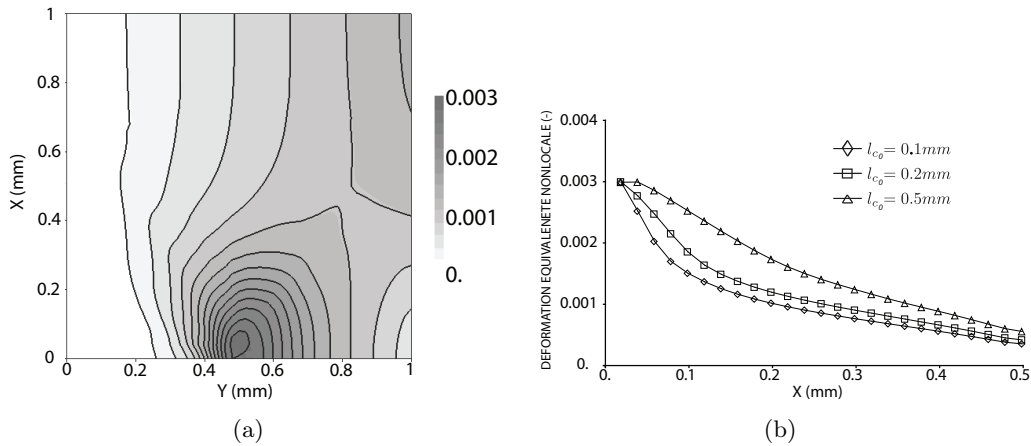 1
0.8
0.6
0.4
0.2
0
X (mm)
0 0.2 0.4 0.6 0.8 1
Y (mm)
0.003
0.002
0.001
0.
(a)
DEFORMATION EQUIVALENETE NONLOCALE (-)
0.004
0.003
0.002
0.001
0.
0. 0.1 0.2 0.3 0.4 0.5
X (mm)
l_{c_0} = 0.1mm
l_{c_0} = 0.2mm
l_{c_0} = 0.5mm
(b)